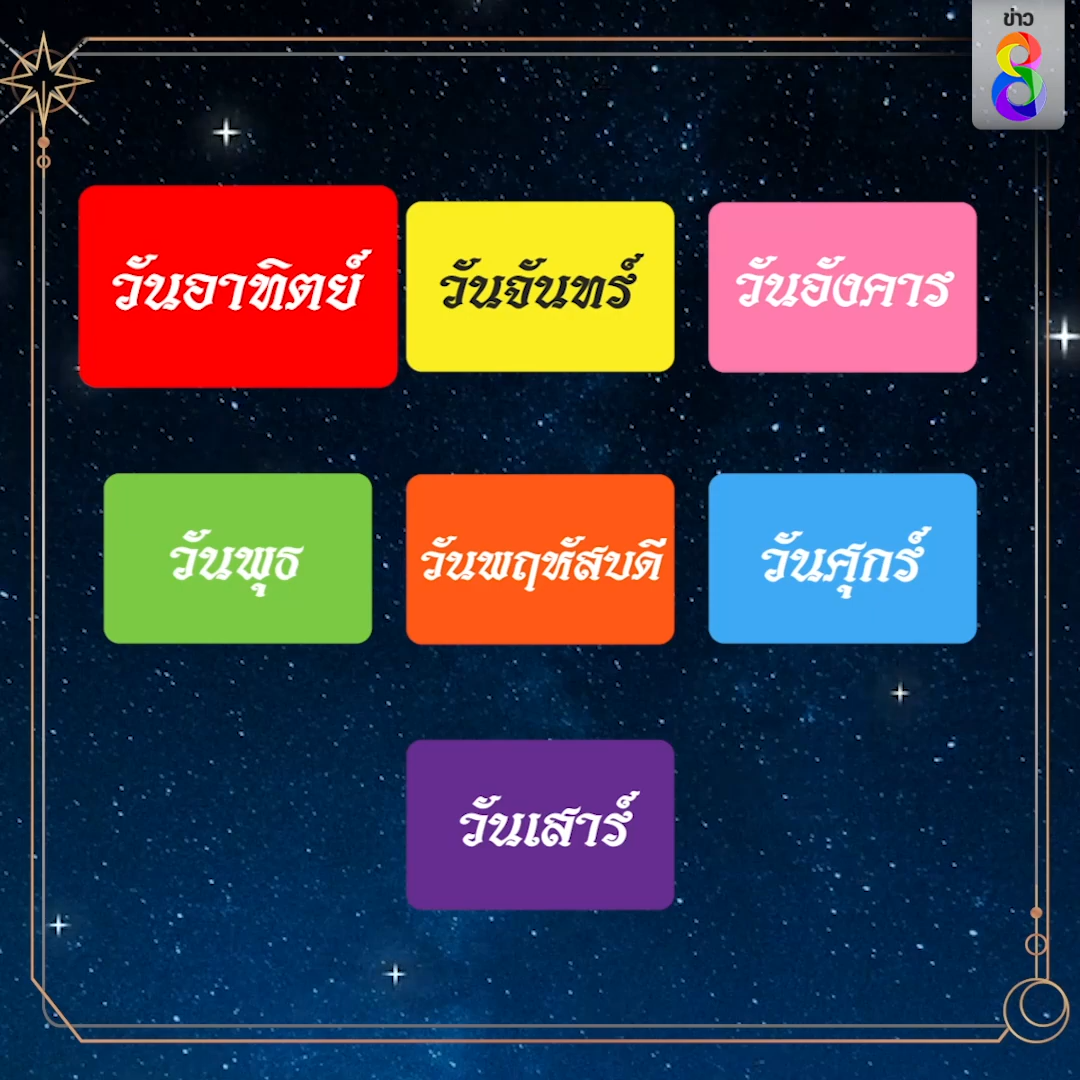 ข่าว
8
วันอาทิตย์
วันจันทร์
วันอังคาร
วันพุธ
วันพฤหัสบดี
วันศุกร์
วันเสาร์